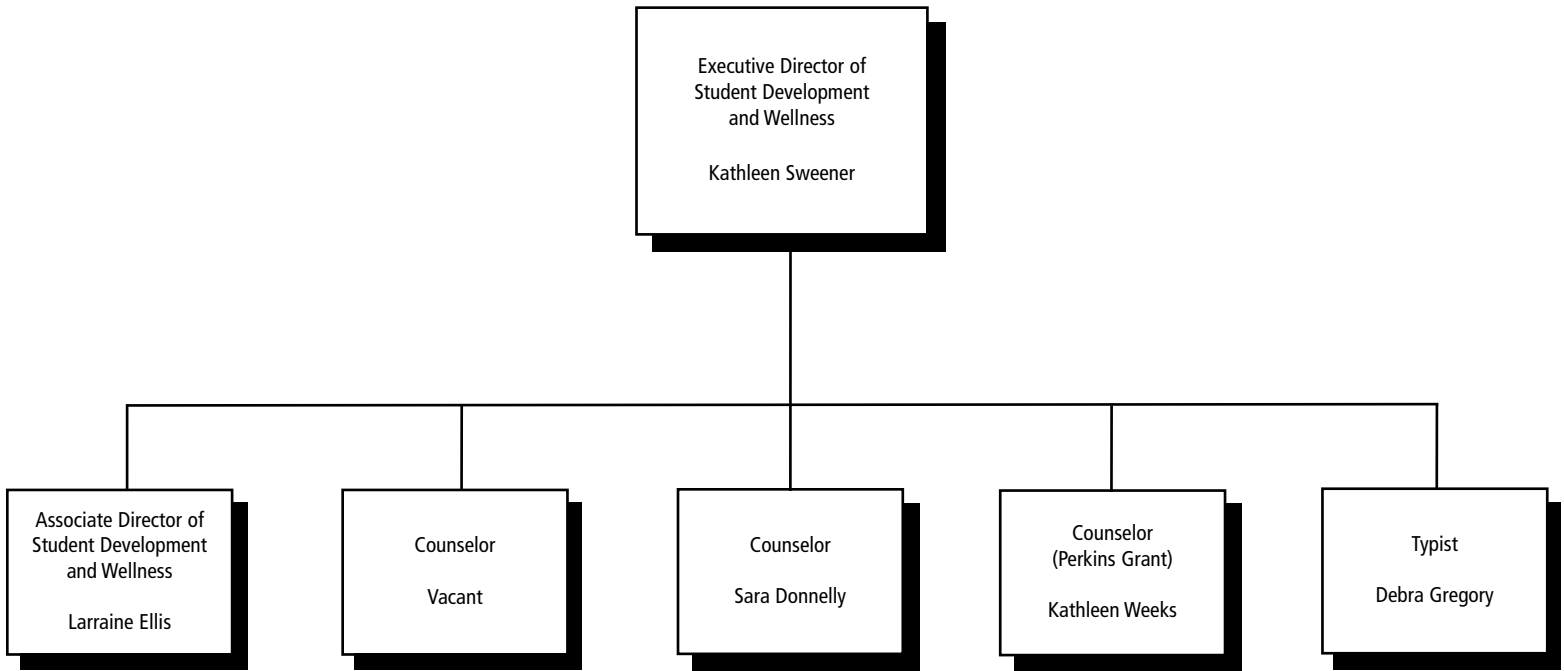 Executive Director of
Student Development
and Wellness
Kathleen Sweener
Associate Director of
Student Development
and Wellness
Larraine Ellis
Counselor
Vacant
Counselor
Sara Donnelly
Counselor
(Perkins Grant)
Kathleen Weeks
Typist
Debra Gregory